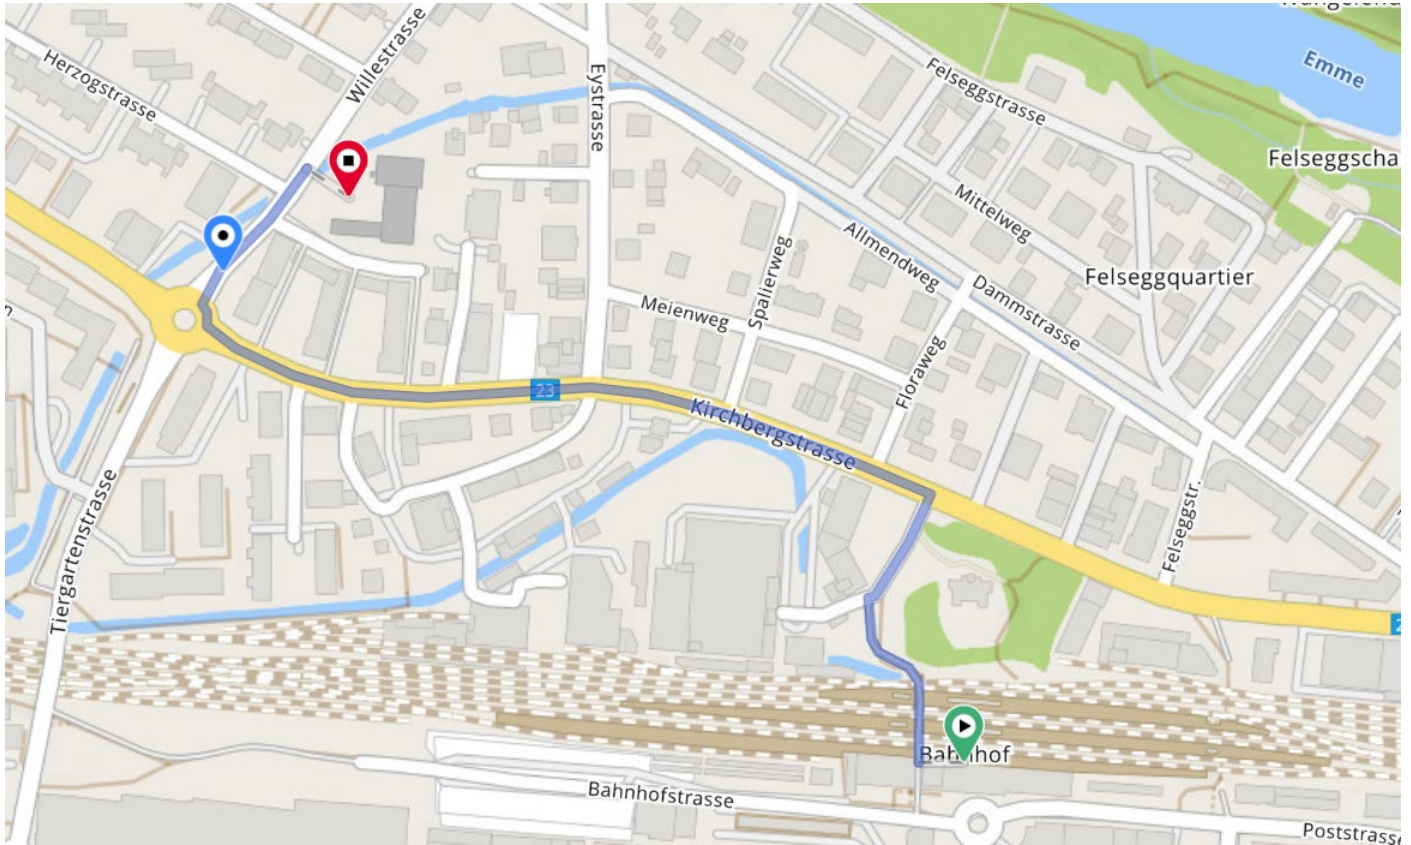 Emme
Herzogstrasse
Willestrasse
Eystrasse
Felseggstrasse
Felseggscha
Mittelweg
Allmendweg
Spalierweg
Felseggquartier
Dammstrasse
Meienweg
Floraweg
23
Kirchbergstrasse
Tiergartenstrasse
Felseggstr.
2
Bahnhof
Bahnhofstrasse
Poststrasse